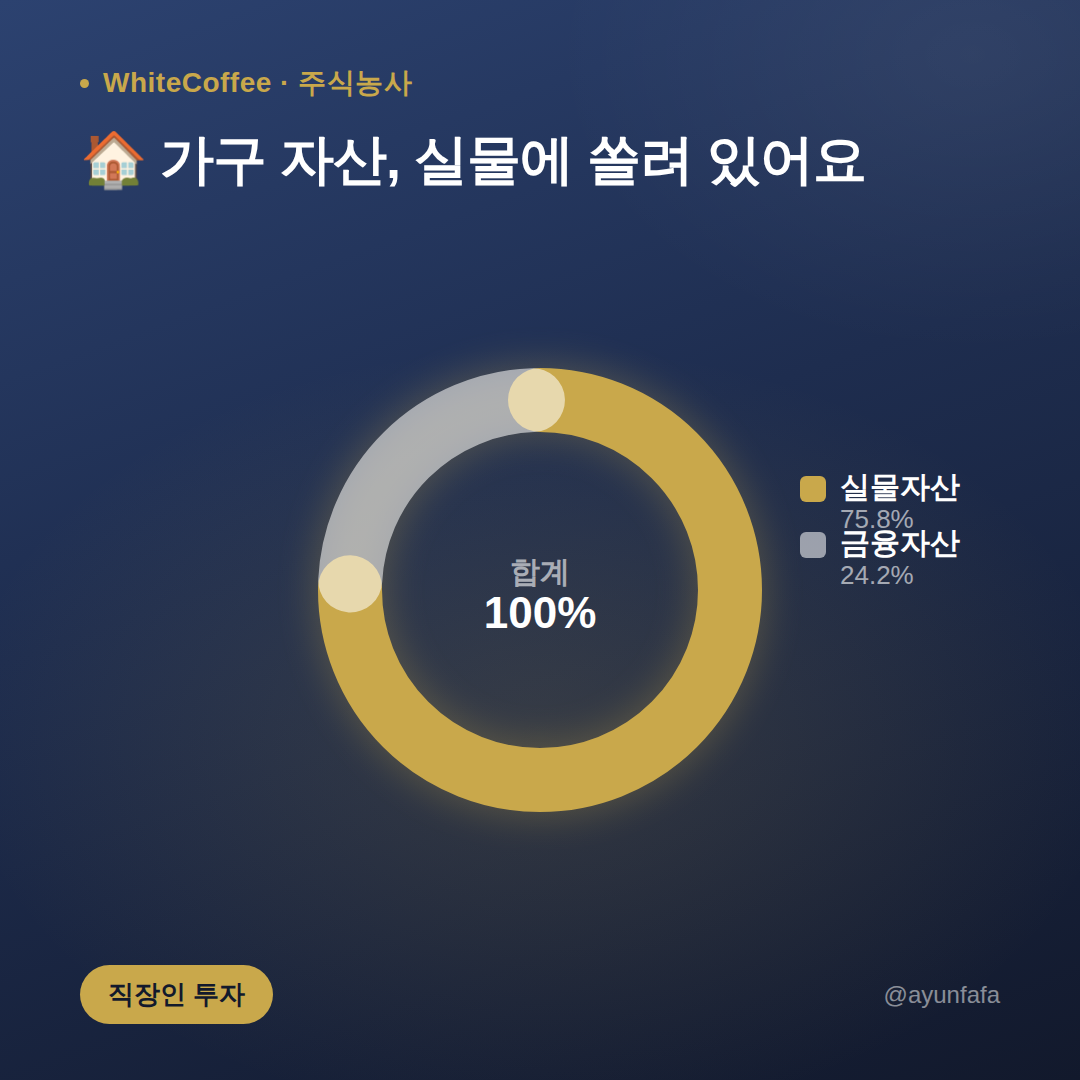 WhiteCoffee · 주식농사
🏠 가구 자산, 실물에 쏠려 있어요
실물자산
75.8%
금융자산
24.2%
합계
100%
직장인 투자
@ayunfafa